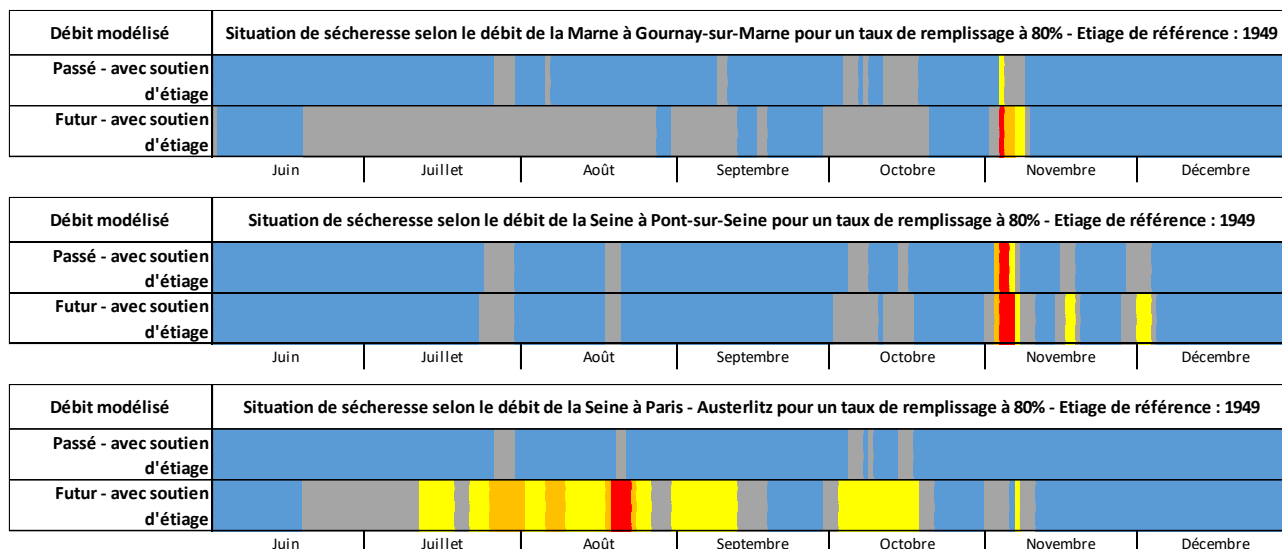 Débit modélisé
Situation de sécheresse selon le débit de la Marne à Gournay-sur-Marne pour un taux de remplissage à 80% - Etiage de référence : 1949
Passé - avec soutien
d'étiage
Futur - avec soutien
d'étiage
Juin Juillet Août Septembre Octobre Novembre Décembre
Débit modélisé
Situation de sécheresse selon le débit de la Seine à Pont-sur-Seine pour un taux de remplissage à 80% - Etiage de référence : 1949
Passé - avec soutien
d'étiage
Futur - avec soutien
d'étiage
Juin Juillet Août Septembre Octobre Novembre Décembre
Débit modélisé
Situation de sécheresse selon le débit de la Seine à Paris - Austerlitz pour un taux de remplissage à 80% - Etiage de référence : 1949
Passé - avec soutien
d'étiage
Futur - avec soutien
d'étiage
Juin Juillet Août Septembre Octobre Novembre Décembre